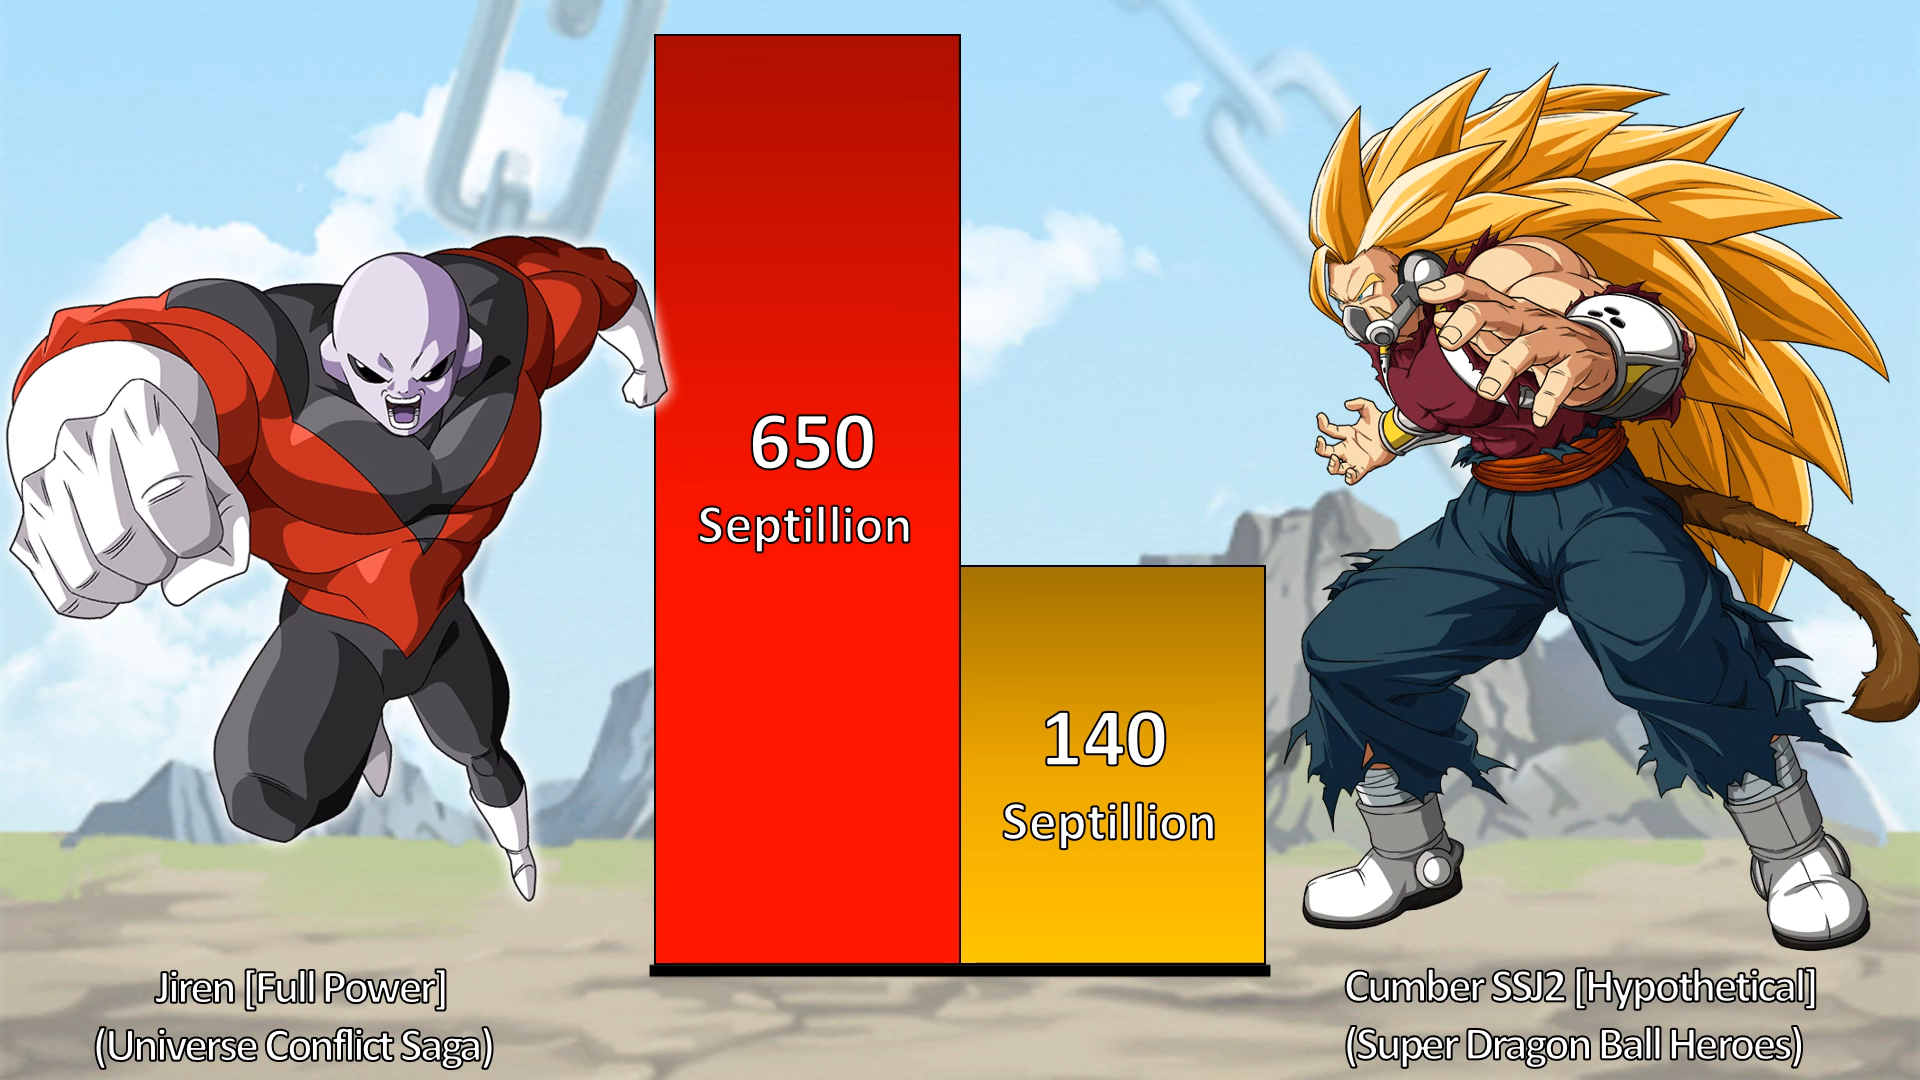 650
Septillion
140
Septillion
Jiren [Full Power]
(Universe Conflict Saga)
Cumber SSJ2 [Hypothetical]
(Super Dragon Ball Heroes)